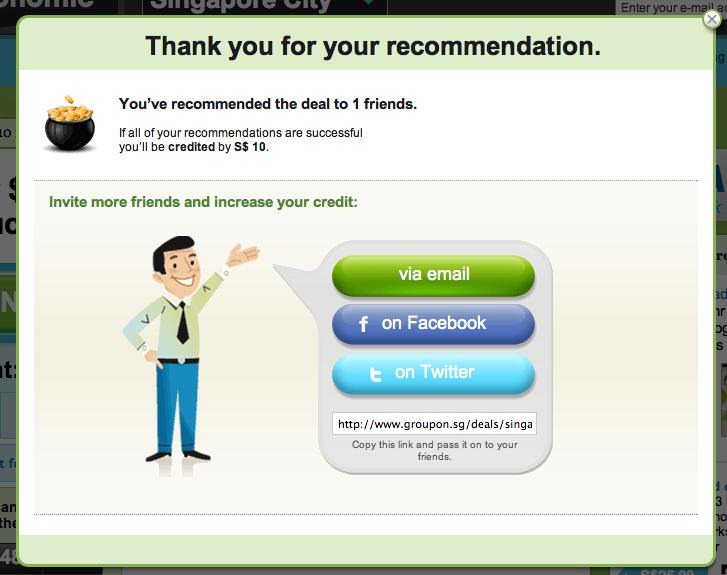 Singapore City
Enter your e-mail
Thank you for your recommendation.
You’ve recommended the deal to 1 friends.
If all of your recommendations are successful
you’ll be credited by S$ 10.
Invite more friends and increase your credit:
via email
f on Facebook
t on Twitter
http://www.groupon.sg/deals/singa
Copy this link and pass it on to your
friends.